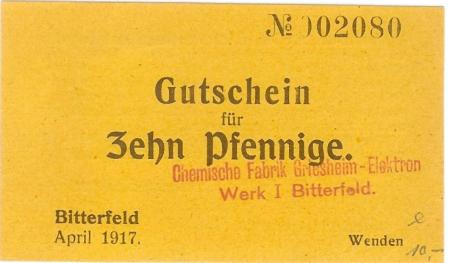 № 002080
Gutschein
für
Zehn Pfennige.
Chemische Fabrik Griesheim-Elektron
Werk I Bitterfeld.
Bitterfeld
April 1917.
Wenden
10,-